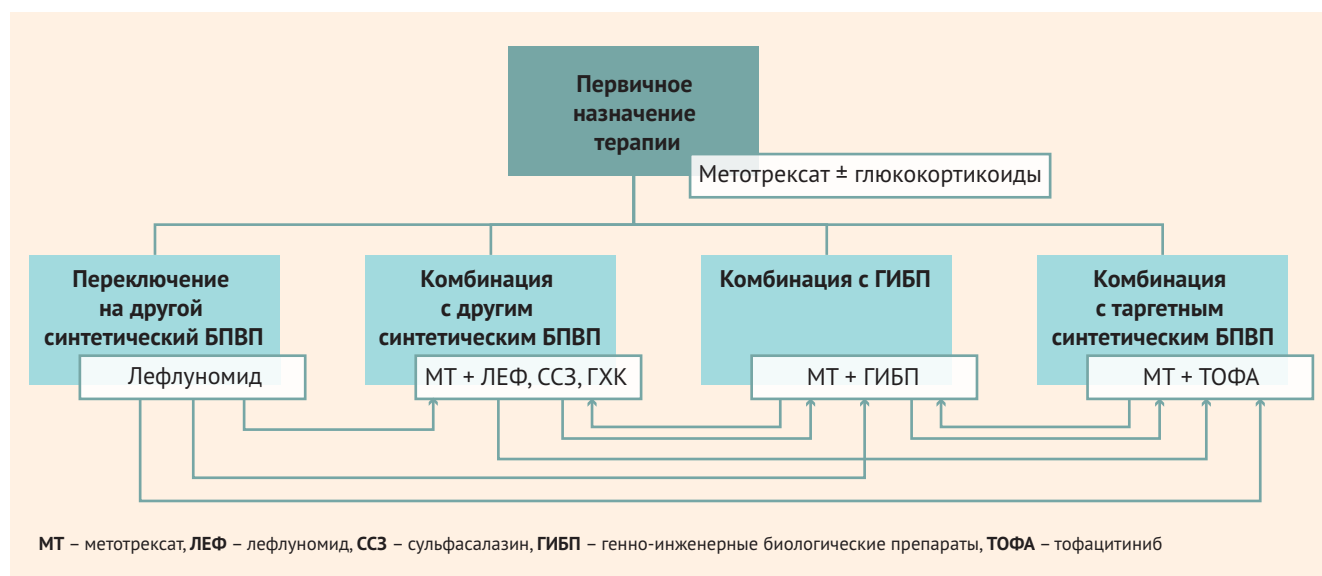 Первичное
назначение
терапии
Метотрексат ± глюкокортикоиды
Переключение
на другой
синтетический БПВП
Лефлуномид
Комбинация
с другим
синтетическим БПВП
МТ + ЛЕФ, ССЗ, ГХК
Комбинация с ГИБП
МТ + ГИБП
Комбинация
с таргетным
синтетическим БПВП
МТ + ТОФА
МТ – метотрексат, ЛЕФ – лефлуномид, ССЗ – сульфасалазин, ГИБП – генно-инженерные биологические препараты, ТОФА – тофацитиниб